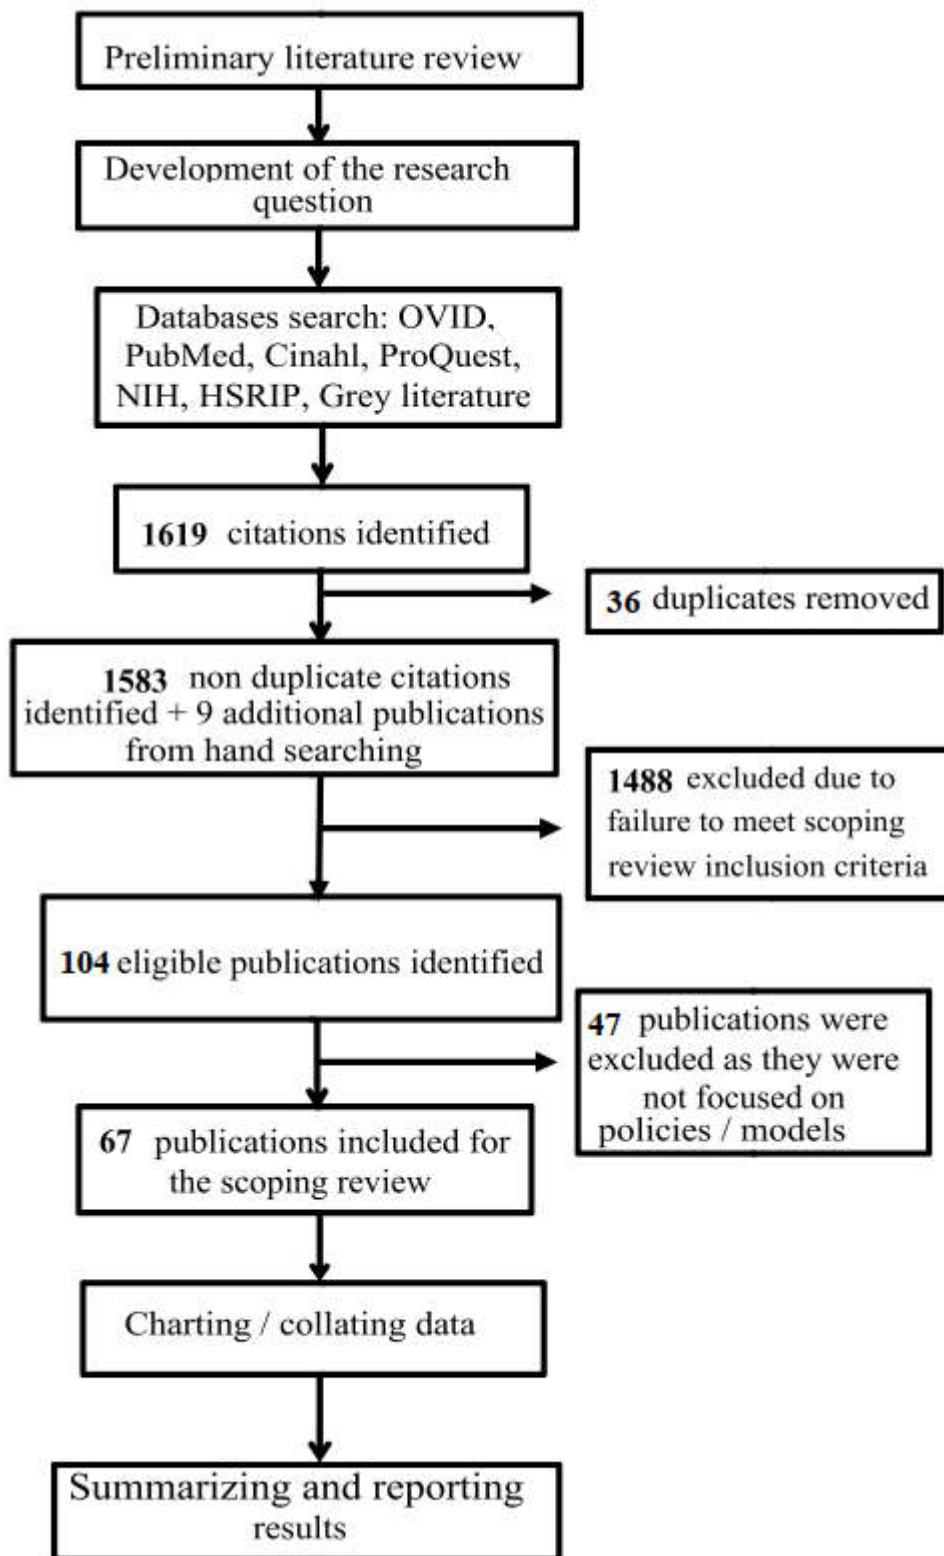 Preliminary literature review
Development of the research
question
Databases search: OVID,
PubMed, Cinahl, ProQuest,
NIH, HSRIP, Grey literature
1619 citations identified
36 duplicates removed
1583 non duplicate citations
identified + 9 additional publications
from hand searching
1488 excluded due to
failure to meet scoping
review inclusion criteria
104 eligible publications identified
47 publications were
excluded as they were
not focused on
policies / models
67 publications included for
the scoping review
Charting / collating data
Summarizing and reporting
results